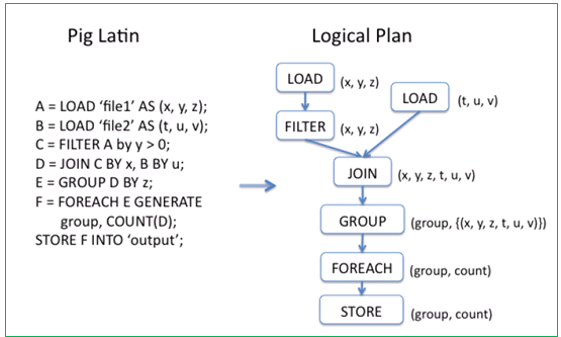 Pig Latin
A = LOAD ‘file1’ AS (x, y, z);
B = LOAD ‘file2’ AS (t, u, v);
C = FILTER A by y > 0;
D = JOIN C BY x, B BY u;
E = GROUP D BY z;
F = FOREACH E GENERATE
group, COUNT(D);
STORE F INTO ‘output’;
Logical Plan
LOAD (x, y, z)
LOAD (t, u, v)
FILTER (x, y, z)
JOIN (x, y, z, t, u, v)
GROUP (group, {(x, y, z, t, u, v)})
FOREACH (group, count)
STORE (group, count)